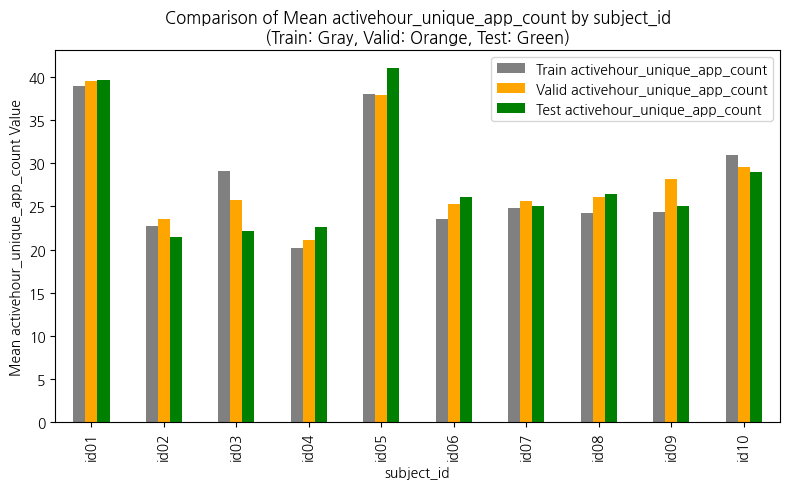 Comparison of Mean activehour_unique_app_count by subject_id
(Train: Gray, Valid: Orange, Test: Green)
Train activehour_unique_app_count
Valid activehour_unique_app_count
Test activehour_unique_app_count
Mean activehour_unique_app_count Value
40
35
30
25
20
15
10
5
0
id01
id02
id03
id04
id05
id06
id07
id08
id09
id10
subject_id